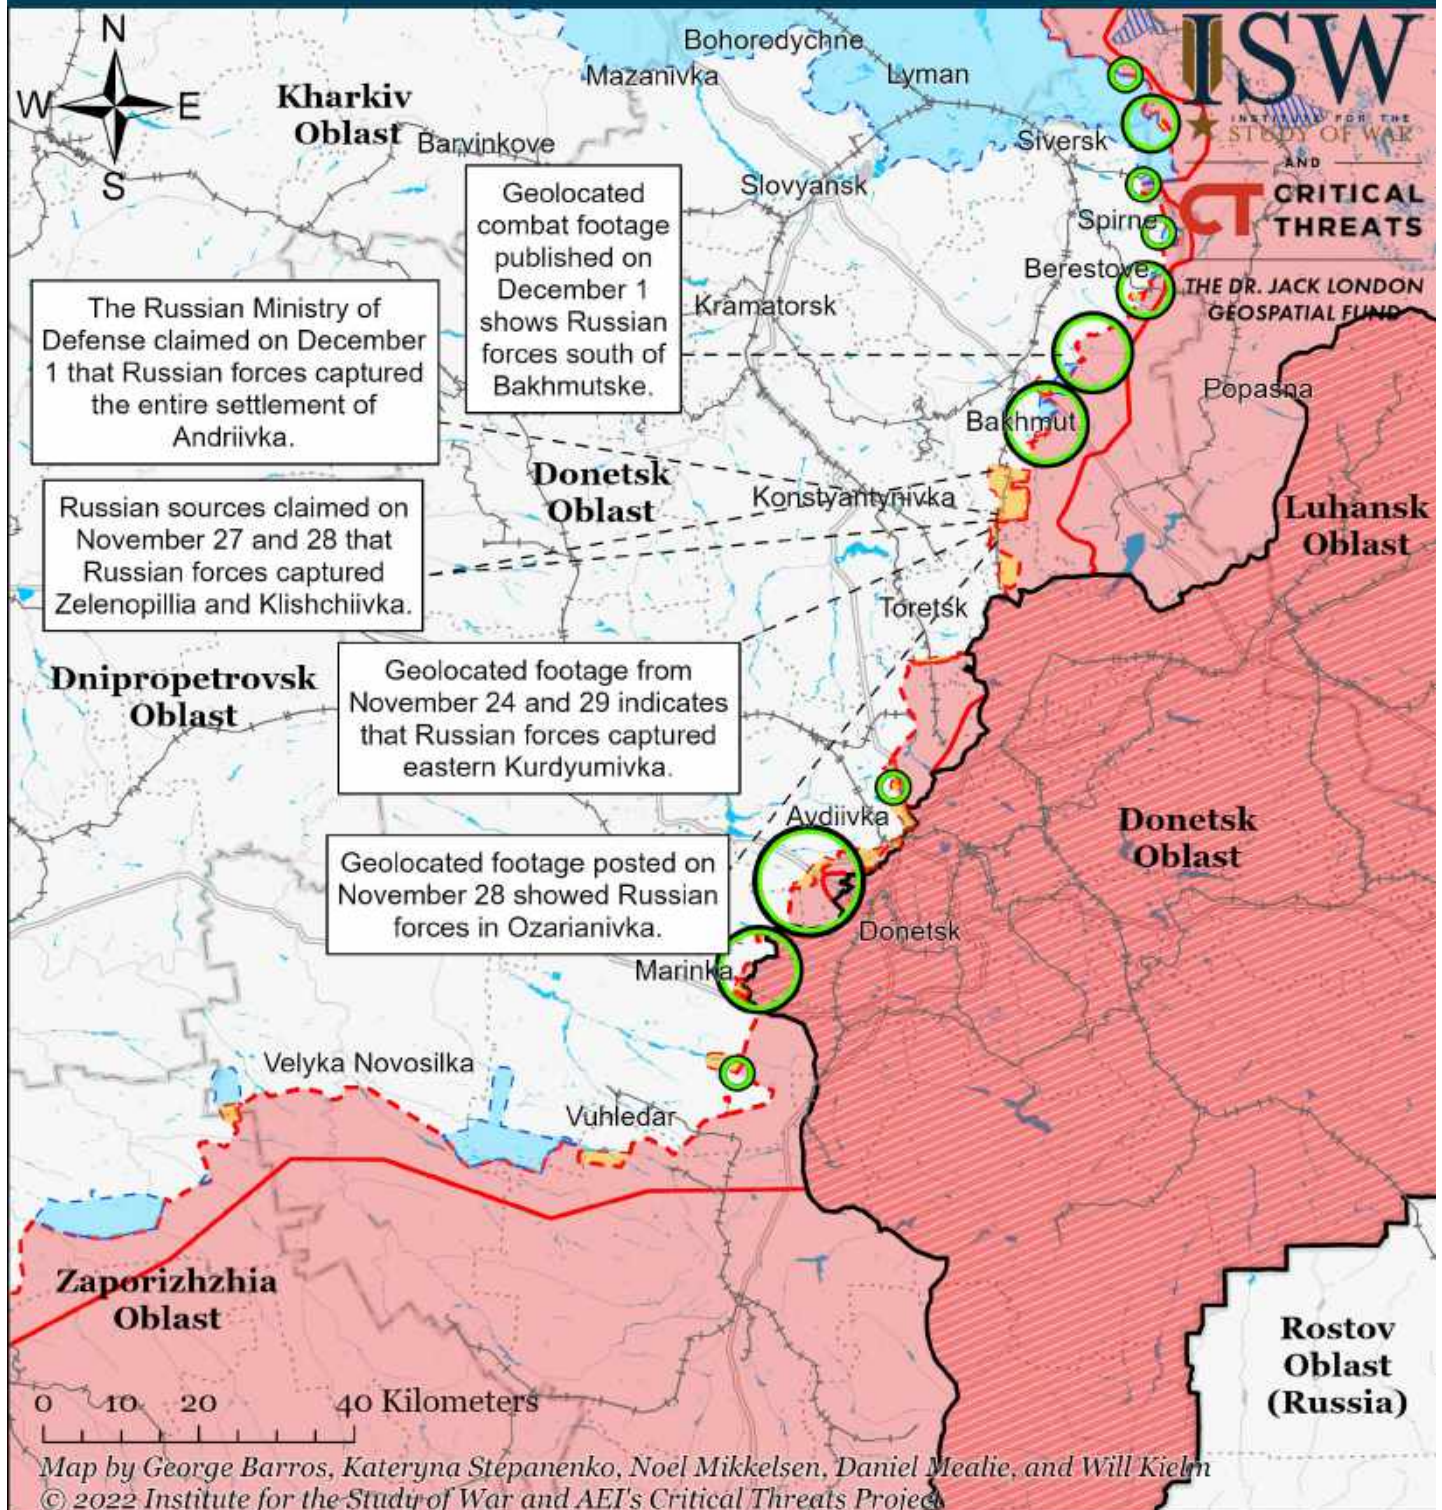 N
W
E
S
Kharkiv
Oblast
Bohorodychne
Mazanivka
Lyman
Barvinkove
Siversk
Slovyansk
Spirne
Berestove
Kramatorsk
Popasna
Bakhmut
ISW
INSTITUTE FOR THE
STUDY OF WAR
AND
CT CRITICAL
THREATS
THE DR. JACK LONDON
GEOSPATIAL FUND
Geolocated
combat footage
published on
December 1
shows Russian
forces south of
Bakhmutske.
The Russian Ministry of
Defense claimed on December
1 that Russian forces captured
the entire settlement of
Andriivka.
Donetsk
Oblast
Konstyantynivka
Luhansk
Oblast
Russian sources claimed on
November 27 and 28 that
Russian forces captured
Zelenopillia and Klishchiivka.
Toretsk
Dnipropetrovsk
Oblast
Geolocated footage from
November 24 and 29 indicates
that Russian forces captured
eastern Kurdyumivka.
Avdiivka
Donetsk
Oblast
Geolocated footage posted on
November 28 showed Russian
forces in Ozarianivka.
Donetsk
Marinka
Velyka Novosilka
Vuhledar
Zaporizhzhia
Oblast
Rostov
Oblast
(Russia)
0 10 20 40 Kilometers
Map by George Barros, Kateryna Stepanenko, Noel Mikkelsen, Daniel Mealie, and Will Kielm
© 2022 Institute for the Study of War and AEI's Critical Threats Project